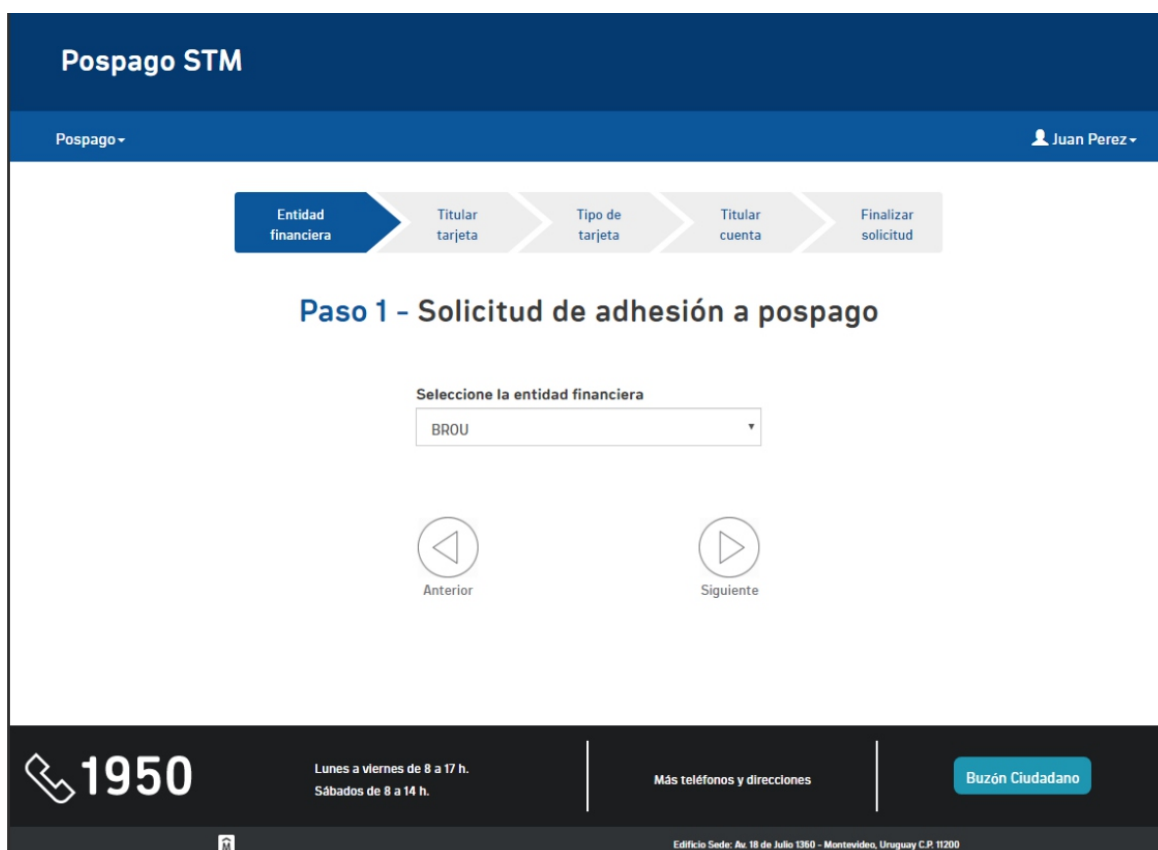 Pospago STM
Pospago
Juan Perez
Entidad
financiera
Titular
tarjeta
Tipo de
tarjeta
Titular
cuenta
Finalizar
solicitud
Paso 1 - Solicitud de adhesión a pospago
Seleccione la entidad financiera
BROU
Anterior
Siguiente
1950
Lunes a viernes de 8 a 17 h.
Sábados de 8 a 14 h.
Más teléfonos y direcciones
Buzón Ciudadano
M
Edificio Sede: Av. 18 de Julio 1360 - Montevideo, Uruguay C.P. 11200